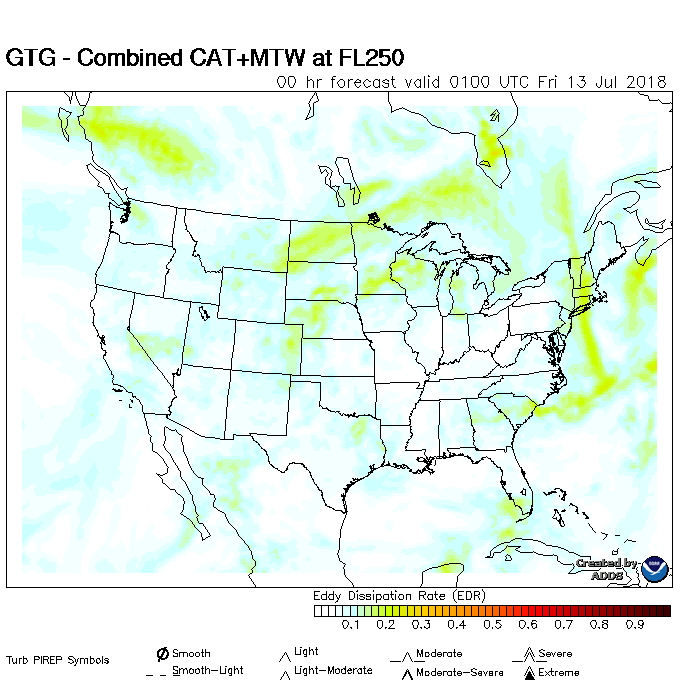 GTG - Combined CAT+MTW at FL250
00 hr forecast valid 0100 UTC Fri 13 Jul 2018
Created by
ADDS
Eddy Dissipation Rate (EDR)
0.1 0.2 0.3 0.4 0.5 0.6 0.7 0.8 0.9
Turb PIREP Symbols
Smooth Light Moderate Severe
Smooth-Light Light-Moderate Moderate-Severe Extreme